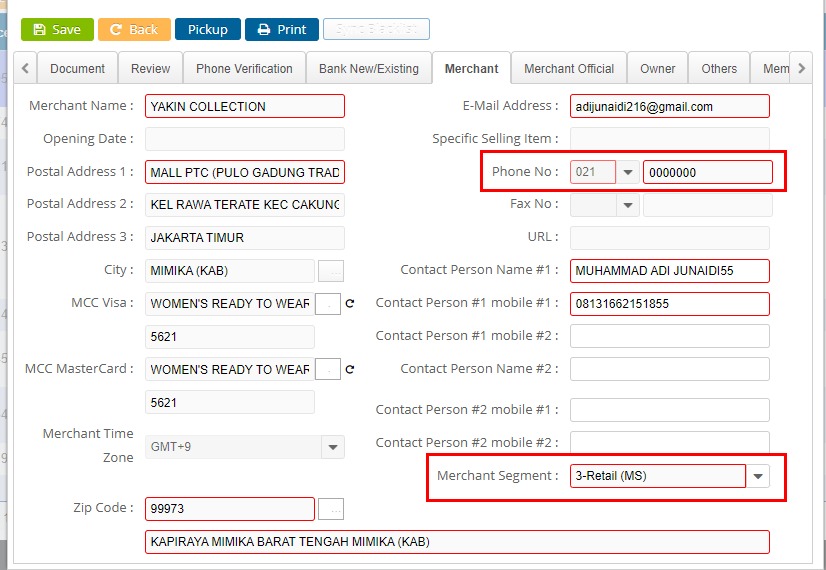 Save Back Pickup Print
Document Review Phone Verification Bank New/Existing Merchant Merchant Official Owner Others Mem
Merchant Name : YAKIN COLLECTION E-Mail Address : adijunaidi216@gmail.com
Opening Date : Specific Selling Item :
Postal Address 1 : MALL PTC (PULO GADUNG TRAD Phone No : 021 0000000
Postal Address 2 : KEL RAWA TERATE KEC CAKUNG Fax No :
Postal Address 3 : JAKARTA TIMUR URL :
City : MIMIKA (KAB) ... Contact Person Name #1 : MUHAMMAD ADI JUNAIDI55
MCC Visa : WOMEN'S READY TO WEAR Contact Person #1 mobile #1 : 08131662151855
5621 Contact Person #1 mobile #2 :
MCC MasterCard : WOMEN'S READY TO WEAR Contact Person Name #2 :
5621 Contact Person #2 mobile #1 :
Merchant Time Zone : GMT+9 Contact Person #2 mobile #2 :
Merchant Segment : 3-Retail (MS)
Zip Code : 99973 ...
KAPIRAYA MIMIKA BARAT TENGAH MIMIKA (KAB)